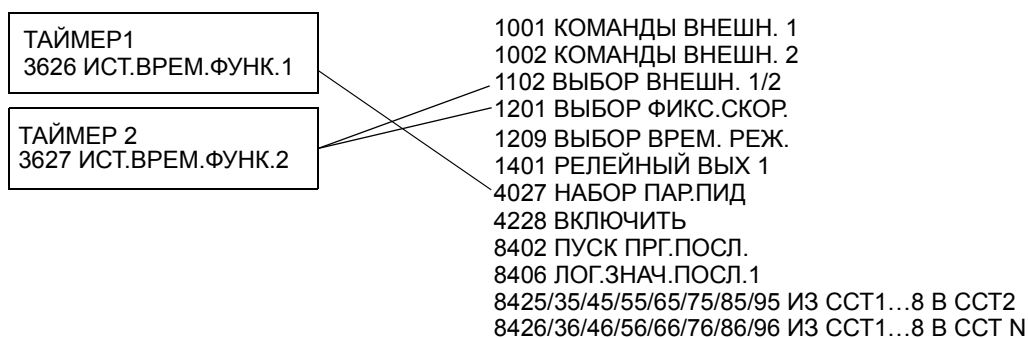 ТАЙМЕР1
3626 ИСТ.ВРЕМ.ФУНК.1
ТАЙМЕР 2
3627 ИСТ.ВРЕМ.ФУНК.2
1001 КОМАНДЫ ВНЕШН. 1
1002 КОМАНДЫ ВНЕШН. 2
1102 ВЫБОР ВНЕШН. 1/2
1201 ВЫБОР ФИКС.СКОР.
1209 ВЫБОР ВРЕМ. РЕЖ.
1401 РЕЛЕЙНЫЙ ВЫХ 1
4027 НАБОР ПАР.ПИД
4228 ВКЛЮЧИТЬ
8402 ПУСК ПРГ.ПОСЛ.
8406 ЛОГ.ЗНАЧ.ПОСЛ.1
8425/35/45/55/65/75/85/95 ИЗ ССТ1…8 В ССТ2
8426/36/46/56/66/76/86/96 ИЗ ССТ1…8 В ССТ N